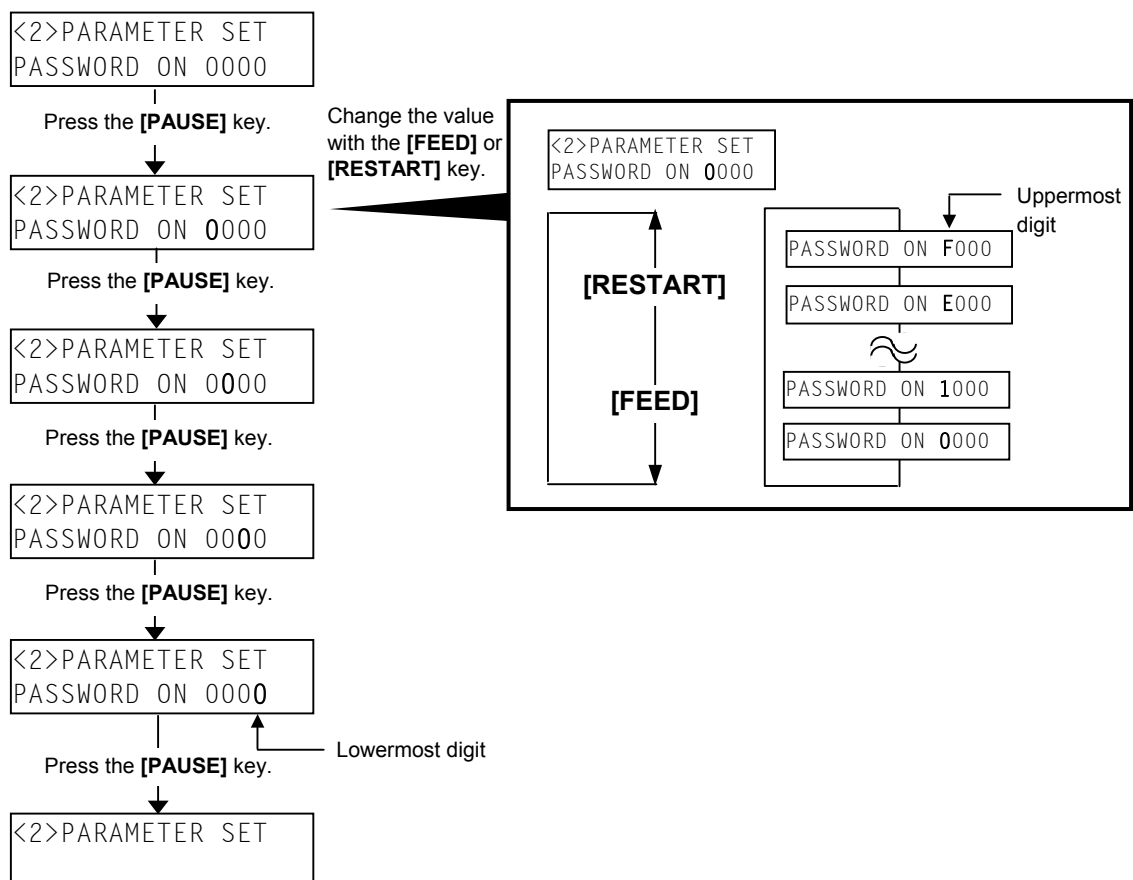 <2>PARAMETER SET
PASSWORD ON 0000
Press the [PAUSE] key.
<2>PARAMETER SET
PASSWORD ON 0000
Press the [PAUSE] key.
<2>PARAMETER SET
PASSWORD ON 0000
Press the [PAUSE] key.
<2>PARAMETER SET
PASSWORD ON 0000
Press the [PAUSE] key.
<2>PARAMETER SET
PASSWORD ON 0000
Lowermost digit
Press the [PAUSE] key.
<2>PARAMETER SET
Change the value
with the [FEED] or
[RESTART] key.
<2>PARAMETER SET
PASSWORD ON 0000
[RESTART]
[FEED]
Uppermost
digit
PASSWORD ON F000
PASSWORD ON E000
PASSWORD ON 1000
PASSWORD ON 0000